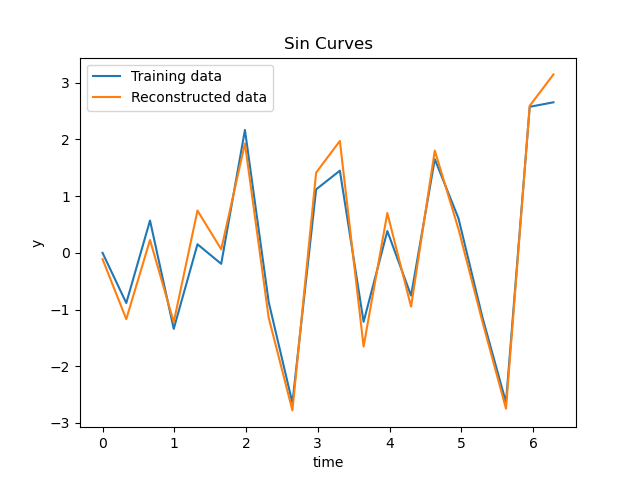 Sin Curves
Training data
Reconstructed data
3
2
1
0
−1
−2
−3
y
0 1 2 3 4 5 6
time